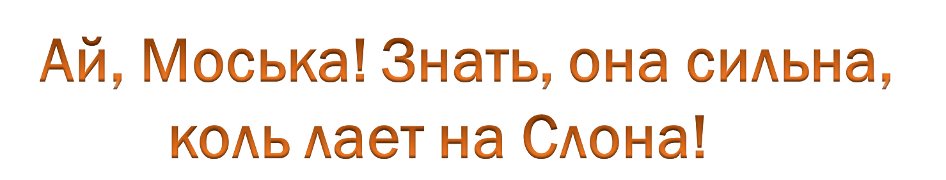 Ай, Моська! Знать, она сильна,
коль лает на Слона!